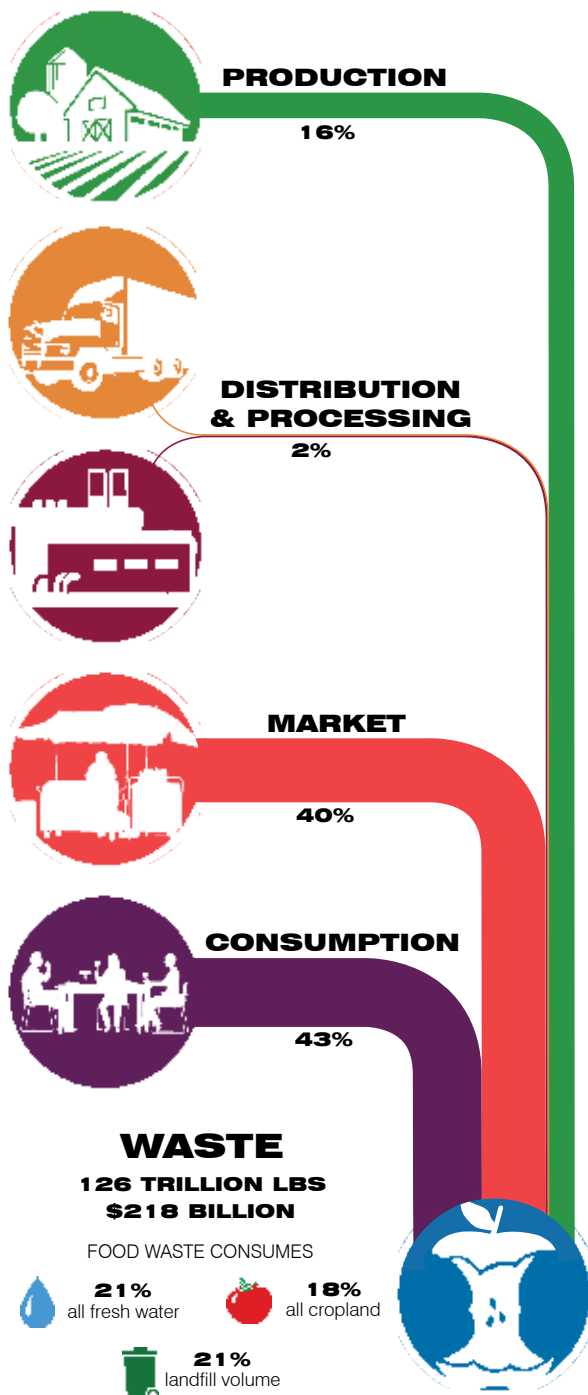 PRODUCTION
16%
DISTRIBUTION
& PROCESSING
2%
MARKET
40%
CONSUMPTION
43%
WASTE
126 TRILLION LBS
$218 BILLION
FOOD WASTE CONSUMES
21%
all fresh water
18%
all cropland
21%
landfill volume